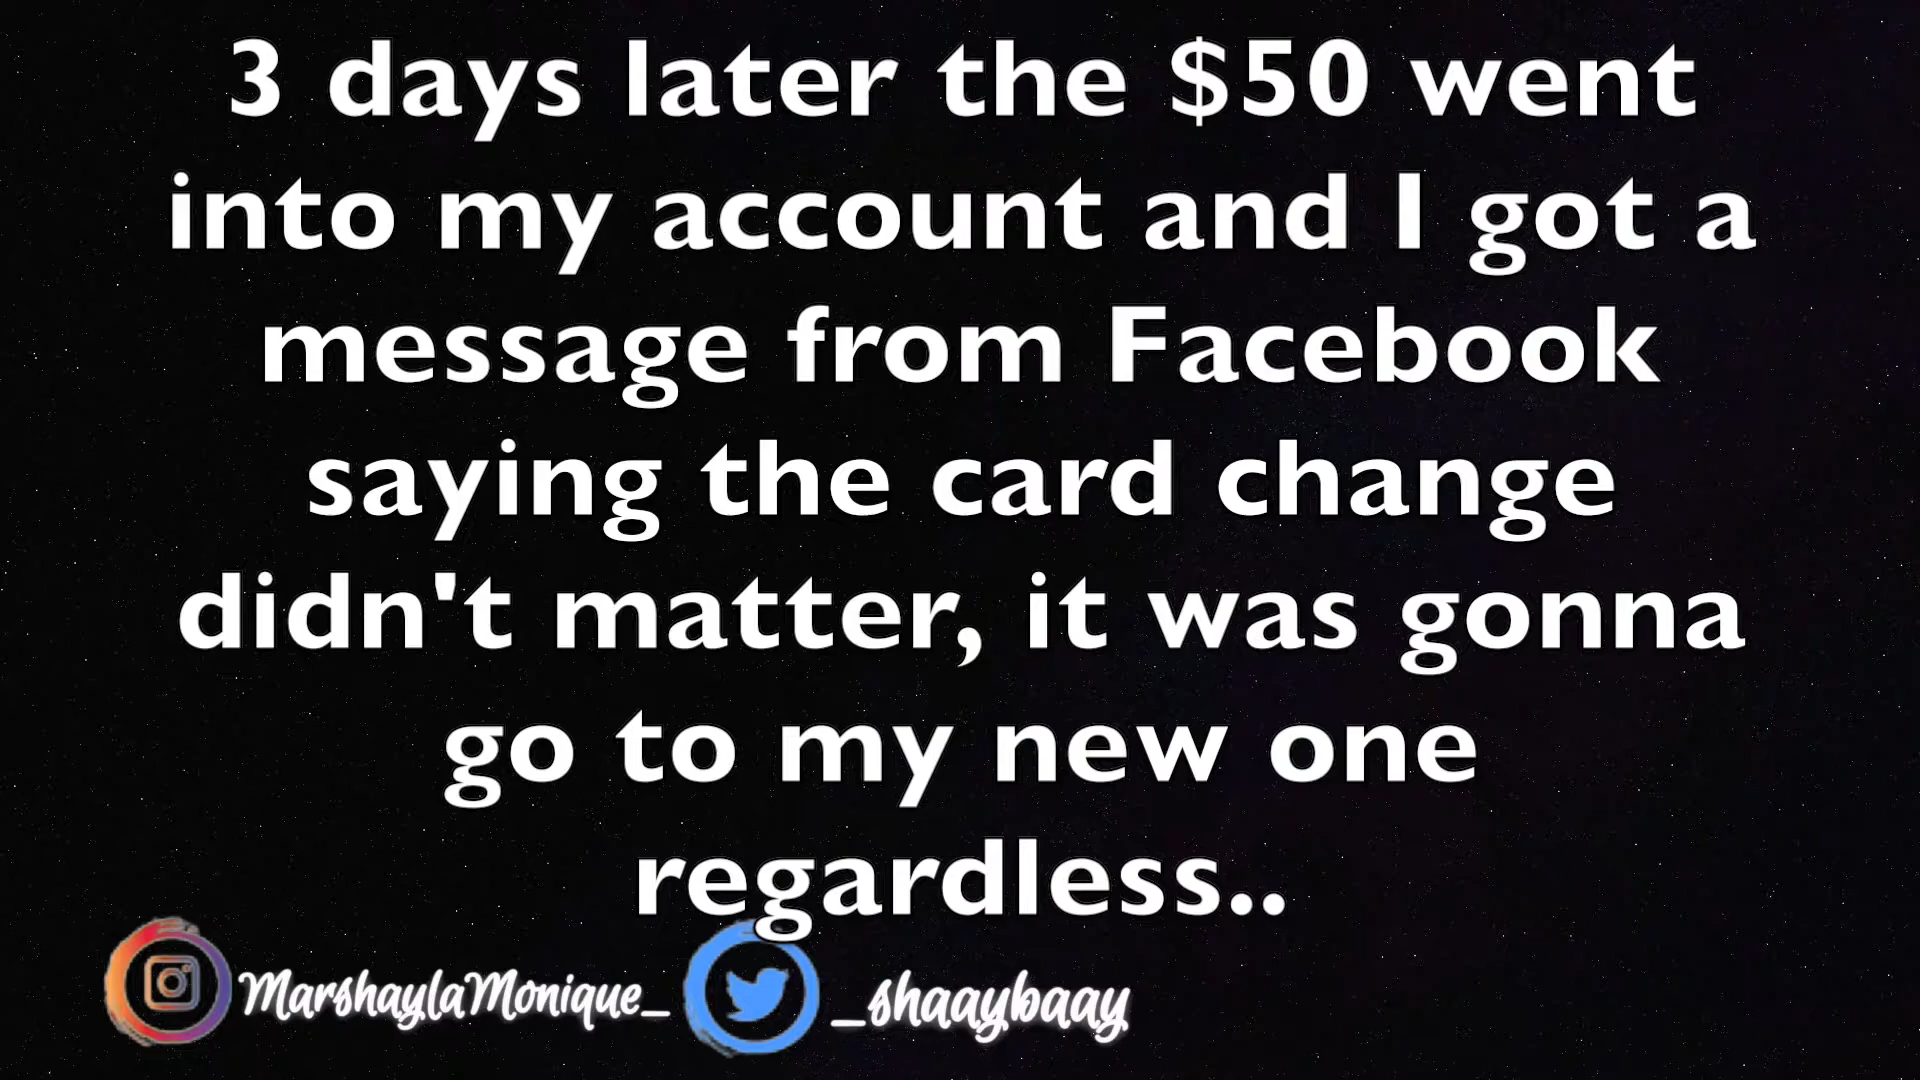 3 days later the $50 went
into my account and I got a
message from Facebook
saying the card change
didn't matter, it was gonna
go to my new one
regardless..
MarshaylaMonique_ _shaaybaay